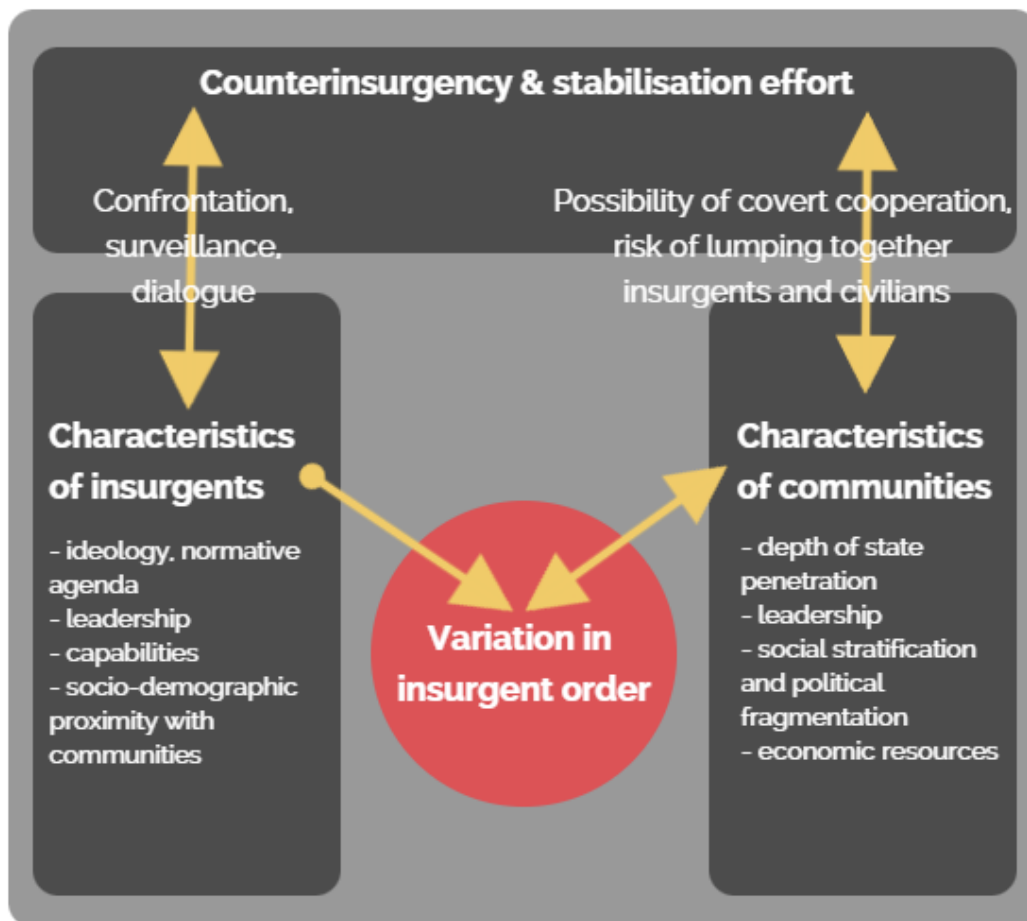 Counterinsurgency & stabilisation effort
Confrontation,
surveillance,
dialogue
Possibility of covert cooperation,
risk of lumping together
insurgents and civilians
Characteristics
of insurgents
- ideology, normative
agenda
- leadership
- capabilities
- socio-demographic
proximity with
communities
Variation in
insurgent order
Characteristics
of communities
- depth of state
penetration
- leadership
- social stratification
and political
fragmentation
- economic resources